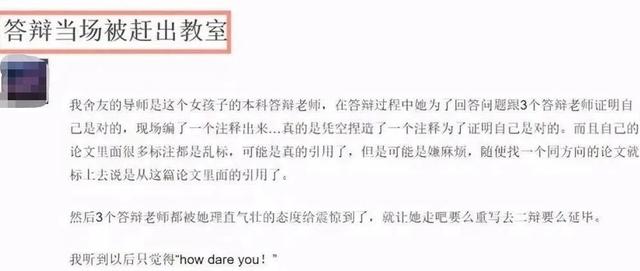 答辩当场被赶出教室
我舍友的导师是这个女孩子的本科答辩老师，在答辩过程中她为了回答问题跟3个答辩老师证明自
己是对的，现场编了一个注释出来...真的是凭空捏造了一个注释为了证明自己是对的。而且自己的
论文里面很多标注都是乱标，可能是真的引用了，但是可能是嫌麻烦，随便找一个同方向的论文就
标上去说是从这篇论文里面的引用了。
然后3个答辩老师都被她理直气壮的态度给震惊到了，就让她走吧要么重写去二辩要么延毕。
我听到以后只觉得“how dare you！”